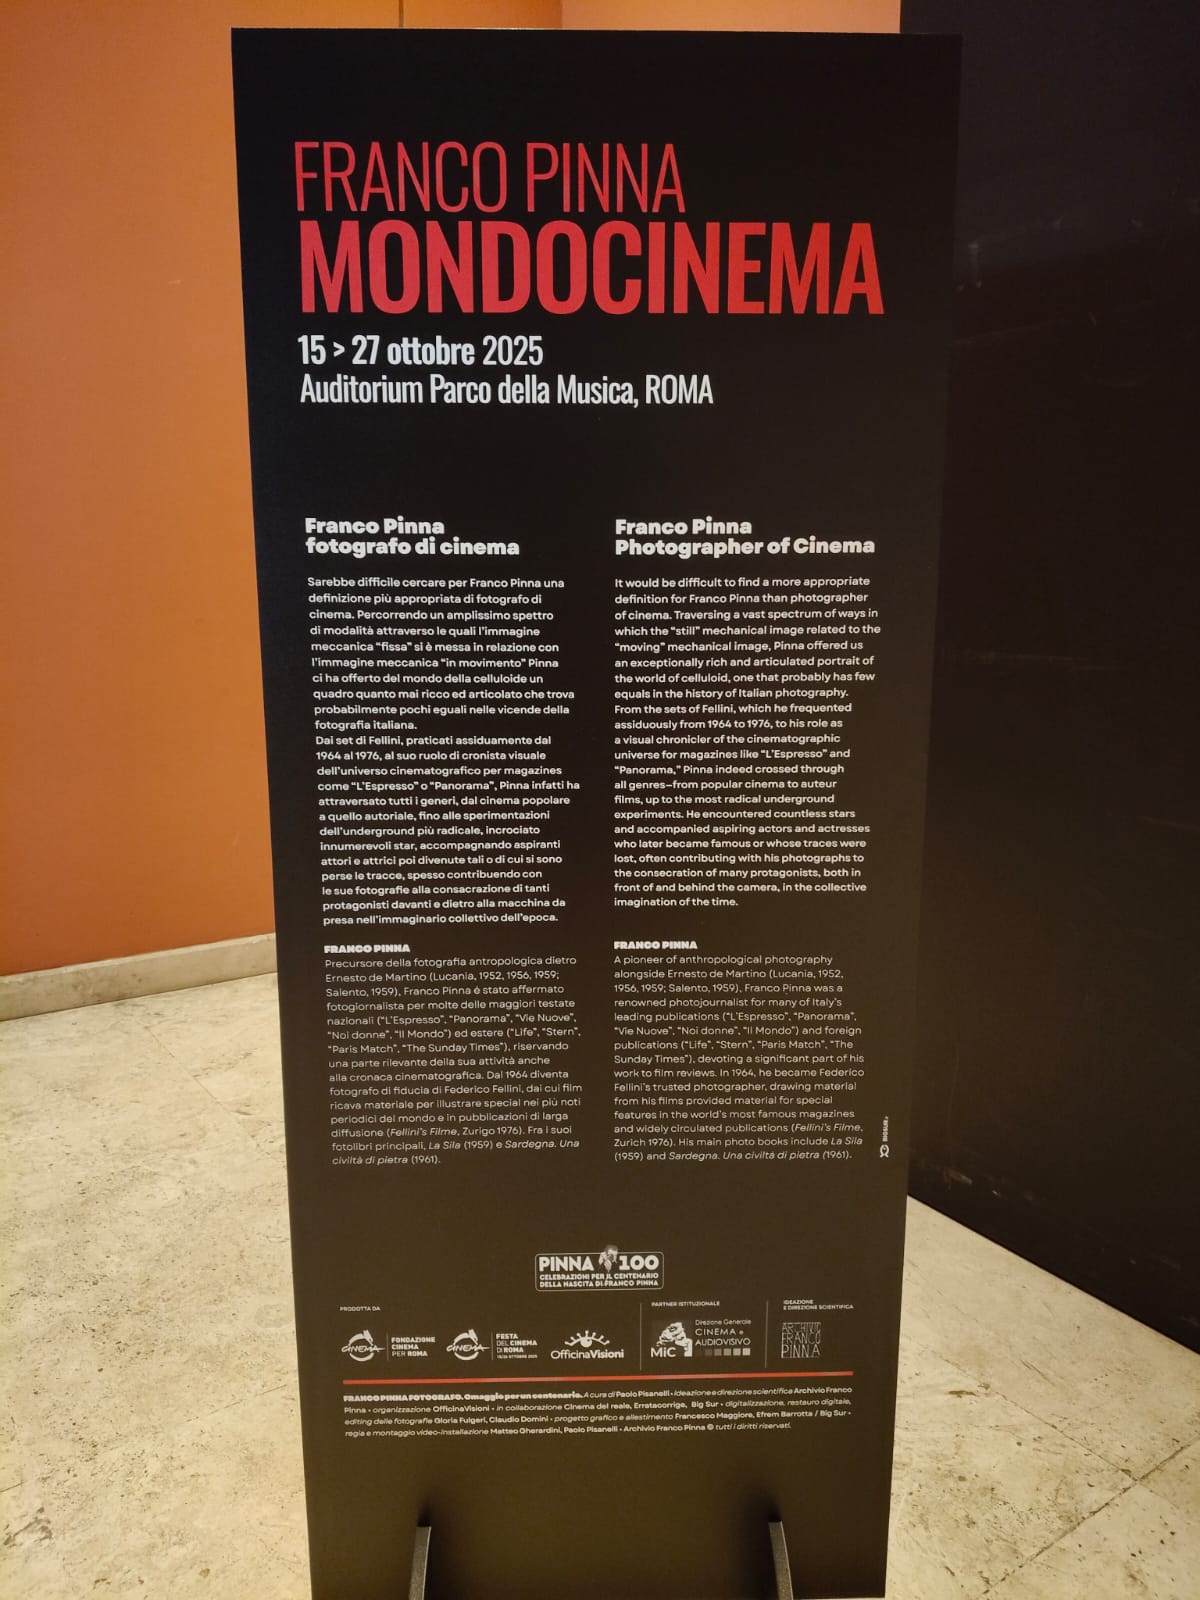 FRANCO PINNA
MONDOCINEMA
15 > 27 ottobre 2025
Auditorium Parco della Musica, ROMA
Franco Pinna
fotografo di cinema
Sarebbe difficile cercare per Franco Pinna una
definizione più appropriata di fotografo di
cinema. Percorrendo un amplissimo spettro
di modalità attraverso le quali l'immagine
meccanica “fissa” si è messa in relazione con
l'immagine meccanica “in movimento” Pinna
ci ha offerto del mondo della celluloide un
quadro quanto mai ricco ed articolato che trova
probabilmente pochi eguali nelle vicende della
fotografia italiana.
Dai set di Fellini, praticati assiduamente dal
1964 al 1976, al suo ruolo di cronista visuale
dell'universo cinematografico per magazines
come “L'Espresso” o “Panorama”, Pinna infatti ha
attraversato tutti i generi, dal cinema popolare
a quello autoriale, fino alle sperimentazioni
dell'underground più radicale, incrociato
innumerevoli star, accompagnando aspiranti
attori e attrici poi divenute tali o di cui si sono
perse le tracce, spesso contribuendo con
le sue fotografie alla consacrazione di tanti
protagonisti davanti e dietro alla macchina da
presa nell'immaginario collettivo dell'epoca.
FRANCO PINNA
Precursore della fotografia antropologica dietro
Ernesto de Martino (Lucania, 1952, 1956, 1959;
Salento, 1959), Franco Pinna è stato affermato
fotogiornalista per molte delle maggiori testate
nazionali (“L'Espresso”, “Panorama”, “Vie Nuove”,
“Noi donne”, “Il Mondo”) ed estere (“Life”, “Stern”,
“Paris Match”, “The Sunday Times”), riservando
una parte rilevante della sua attività anche
alla cronaca cinematografica. Dal 1964 diventa
fotografo di fiducia di Federico Fellini, dai cui film
ricava materiale per illustrare special nei più noti
periodici del mondo e in pubblicazioni di larga
diffusione (Fellini's Filme, Zurigo 1976). Fra i suoi
fotolibri principali, La Sila (1959) e Sardegna. Una
civiltà di pietra (1961).
Franco Pinna
Photographer of Cinema
It would be difficult to find a more appropriate
definition for Franco Pinna than photographer
of cinema. Traversing a vast spectrum of ways in
which the “still” mechanical image related to the
“moving” mechanical image, Pinna offered us
an exceptionally rich and articulated portrait of
the world of celluloid, one that probably has few
equals in the history of Italian photography.
From the sets of Fellini, which he frequented
assiduously from 1964 to 1976, to his role as
a visual chronicler of the cinematographic
universe for magazines like “L'Espresso” and
“Panorama,” Pinna indeed crossed through
all genres—from popular cinema to auteur
films, up to the most radical underground
experiments. He encountered countless stars
and accompanied aspiring actors and actresses
who later became famous or whose traces were
lost, often contributing with his photographs to
the consecration of many protagonists, both in
front of and behind the camera, in the collective
imagination of the time.
FRANCO PINNA
A pioneer of anthropological photography
alongside Ernesto de Martino (Lucania, 1952,
1956, 1959; Salento, 1959), Franco Pinna was a
renowned photojournalist for many of Italy's
leading publications (“L'Espresso”, “Panorama”,
“Vie Nuove”, “Noi donne”, “Il Mondo”) and foreign
publications (“Life”, “Stern”, “Paris Match”, “The
Sunday Times”), devoting a significant part of his
work to film reviews. In 1964, he became Federico
Fellini's trusted photographer, drawing material
from his films provided material for special
features in the world's most famous magazines
and widely circulated publications (Fellini's Filme,
Zurich 1976). His main photo books include La Sila
(1959) and Sardegna. Una civiltà di pietra (1961).
BIGSUR
PINNA 100
CELEBRAZIONI PER IL CENTENARIO
DELLA NASCITA DI FRANCO PINNA
PRODOTTA DA
CINEMA
FONDAZIONE
CINEMA
PER ROMA
CINEMA
FESTA
DEL CINEMA
DI ROMA
15/26 OTTOBRE 2025
OfficinaVisioni
PARTNER ISTITUZIONALE
MiC
Direzione Generale
CINEMA e
AUDIOVISIVO
IDEAZIONE
E DIREZIONE SCIENTIFICA
ARCHIVIO
FRANCO
PINNA
FRANCO PINNA FOTOGRAFO. Omaggio per un centenario. A cura di Paolo Pisanelli • ideazione e direzione scientifica Archivio Franco
Pinna • organizzazione OfficinaVisioni • in collaborazione Cinema del reale, Erratacorrige, Big Sur • digitalizzazione, restauro digitale,
editing delle fotografie Gloria Fulgeri, Claudio Domini • progetto grafico e allestimento Francesco Maggiore, Efrem Barrotta / Big Sur •
regia e montaggio video-installazione Matteo Gherardini, Paolo Pisanelli • Archivio Franco Pinna © tutti i diritti riservati.